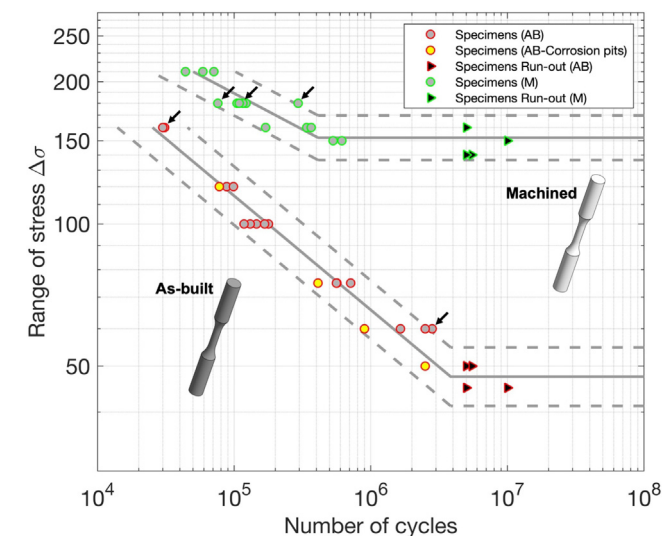 250
200
150
100
50
Range of stress Δσ
Specimens (AB)
Specimens (AB-Corrosion pits)
Specimens Run-out (AB)
Specimens (M)
Specimens Run-out (M)
Machined
As-built
10^4
10^5
10^6
10^7
10^8
Number of cycles